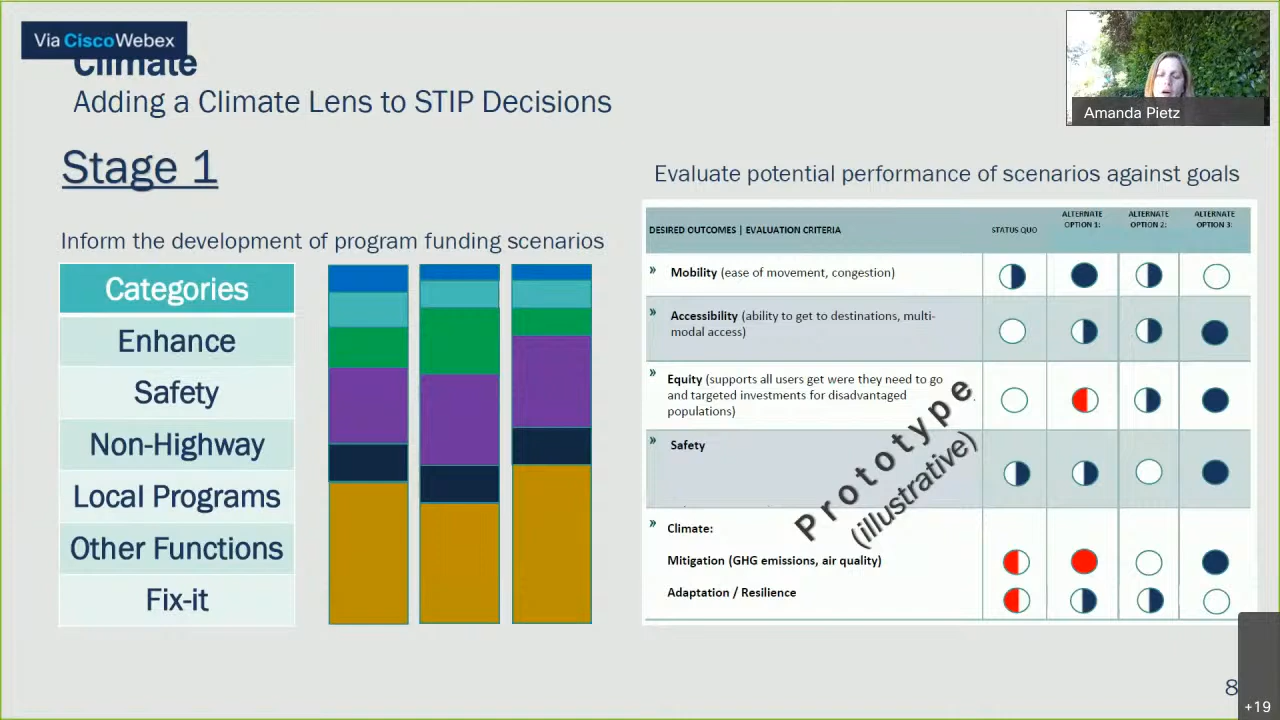 Via CiscoWebex
Climate
Adding a Climate Lens to STIP Decisions
Amanda Pietz
Stage 1
Inform the development of program funding scenarios
Categories
Enhance
Safety
Non-Highway
Local Programs
Other Functions
Fix-it
Evaluate potential performance of scenarios against goals
DESIRED OUTCOMES | EVALUATION CRITERIA
STATUS QUO
ALTERNATE
OPTION 1:
ALTERNATE
OPTION 2:
ALTERNATE
OPTION 3:
» Mobility (ease of movement, congestion)
» Accessibility (ability to get to destinations, multi-
modal access)
» Equity (supports all users get were they need to go
and targeted investments for disadvantaged
populations)
» Safety
» Climate:
Mitigation (GHG emissions, air quality)
Adaptation / Resilience
Prototype
(illustrative)
8
+19